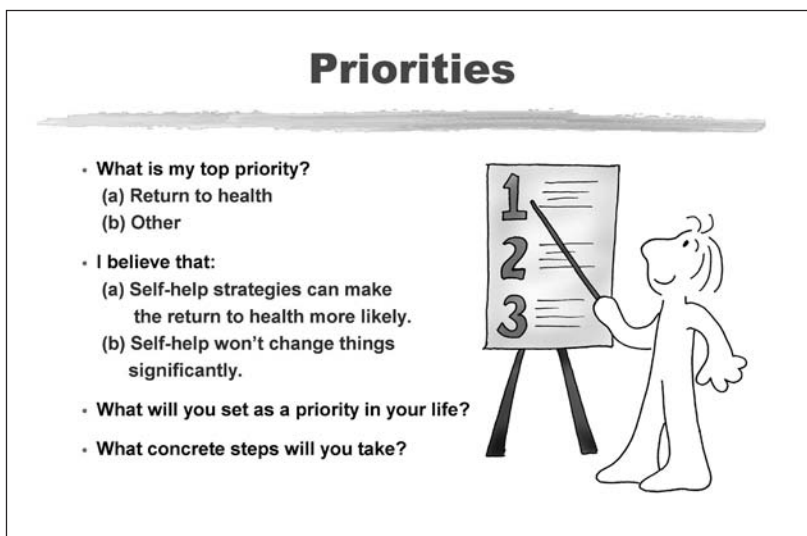 Priorities
• What is my top priority?
(a) Return to health
(b) Other
• I believe that:
(a) Self-help strategies can make
the return to health more likely.
(b) Self-help won't change things
significantly.
• What will you set as a priority in your life?
• What concrete steps will you take?
1
2
3